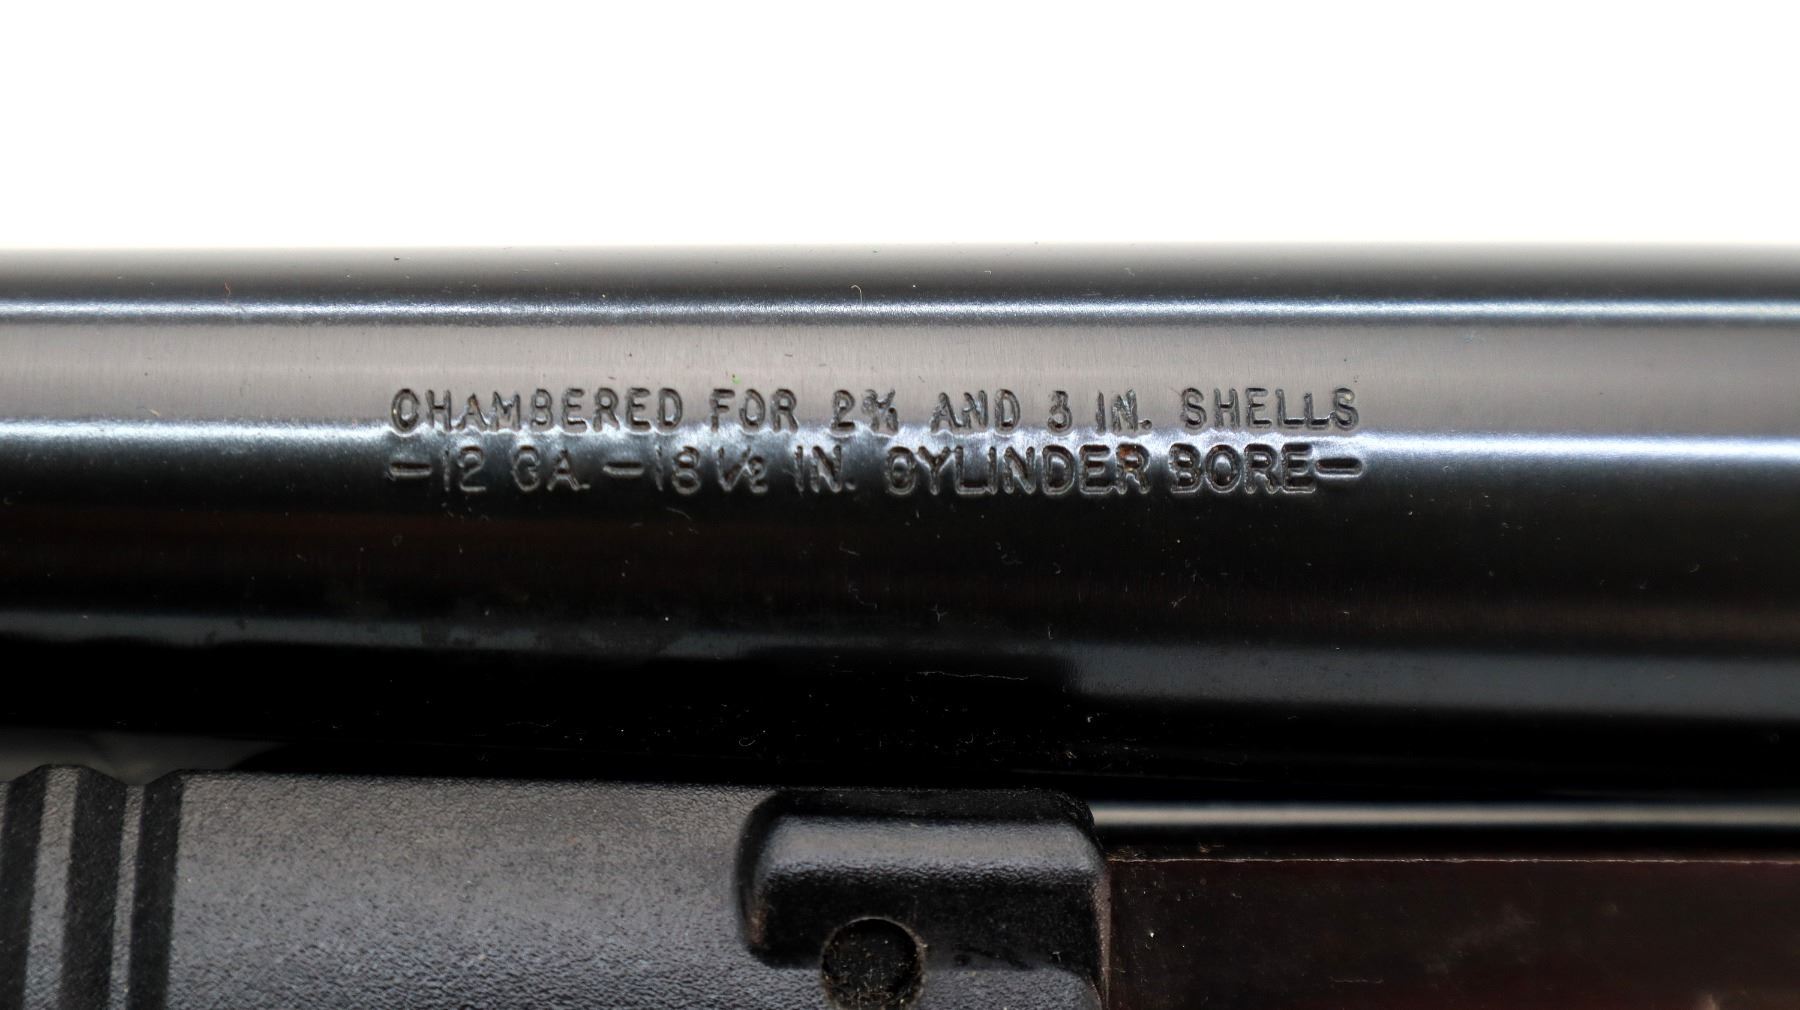 CHAMBERED FOR 2¾ AND 3 IN. SHELLS
-12 GA.-18½ IN. CYLINDER BORE-